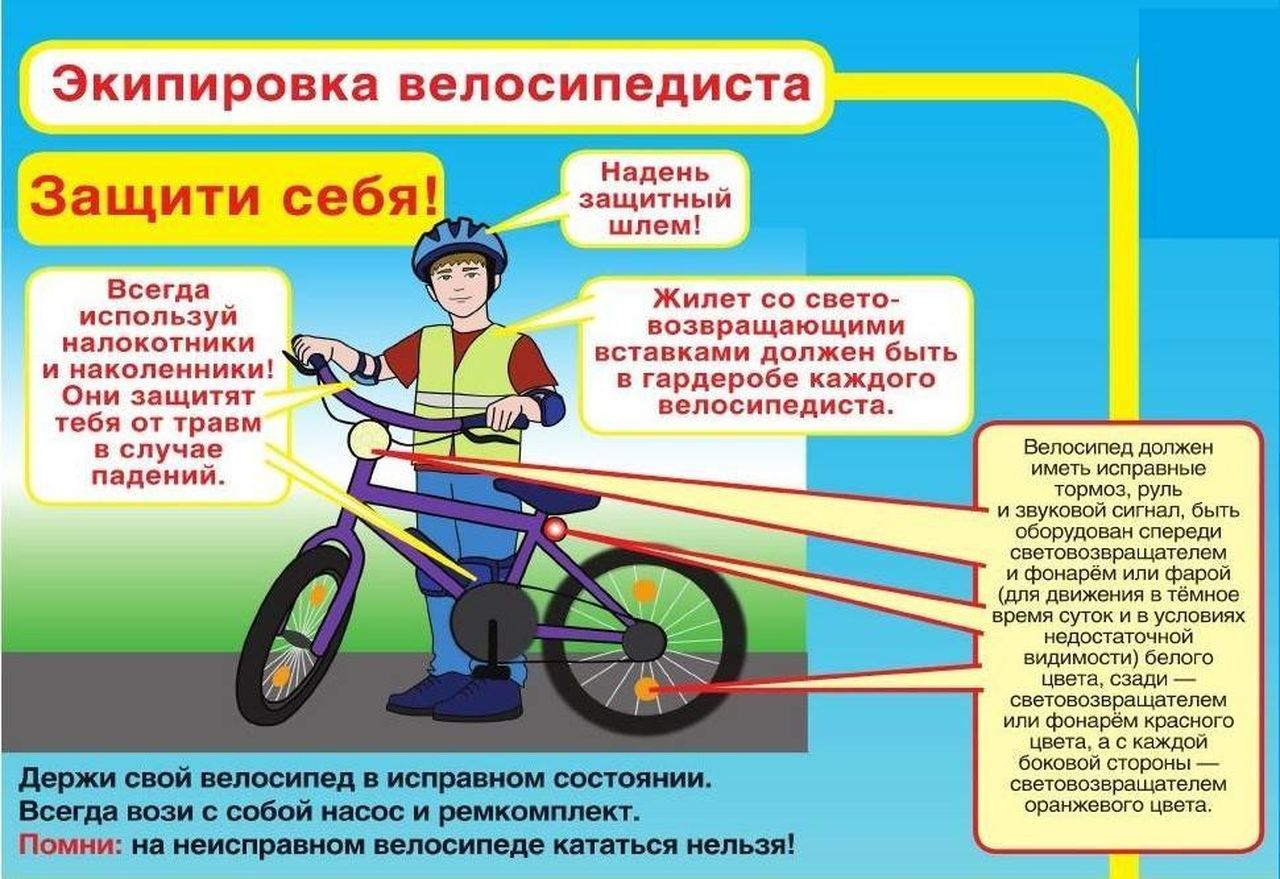 Экипировка велосипедиста
Защити себя!
Надень
защитный
шлем!
Всегда
используй
налокотники
и наколенники!
Они защитят
тебя от травм
в случае
падений.
Жилет со свето-
возвращающими
вставками должен быть
в гардеробе каждого
велосипедиста.
Велосипед должен
иметь исправные
тормоз, руль
и звуковой сигнал, быть
оборудован спереди
световозвращателем
и фонарём или фарой
(для движения в тёмное
время суток и в условиях
недостаточной
видимости) белого
цвета, сзади —
световозвращателем
или фонарём красного
цвета, а с каждой
боковой стороны —
световозвращателем
оранжевого цвета.
Держи свой велосипед в исправном состоянии.
Всегда вози с собой насос и ремкомплект.
Помни: на неисправном велосипеде кататься нельзя!